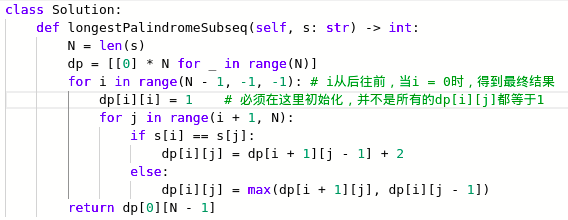 class Solution:
    def longestPalindromeSubseq(self, s: str) -> int:
        N = len(s)
        dp = [[0] * N for _ in range(N)]
        for i in range(N - 1, -1, -1): # i从后往前，当i = 0时，得到最终结果
            dp[i][i] = 1    # 必须在这里初始化，并不是所有的dp[i][j]都等于1
            for j in range(i + 1, N):
                if s[i] == s[j]:
                    dp[i][j] = dp[i + 1][j - 1] + 2
                else:
                    dp[i][j] = max(dp[i + 1][j], dp[i][j - 1])
        return dp[0][N - 1]